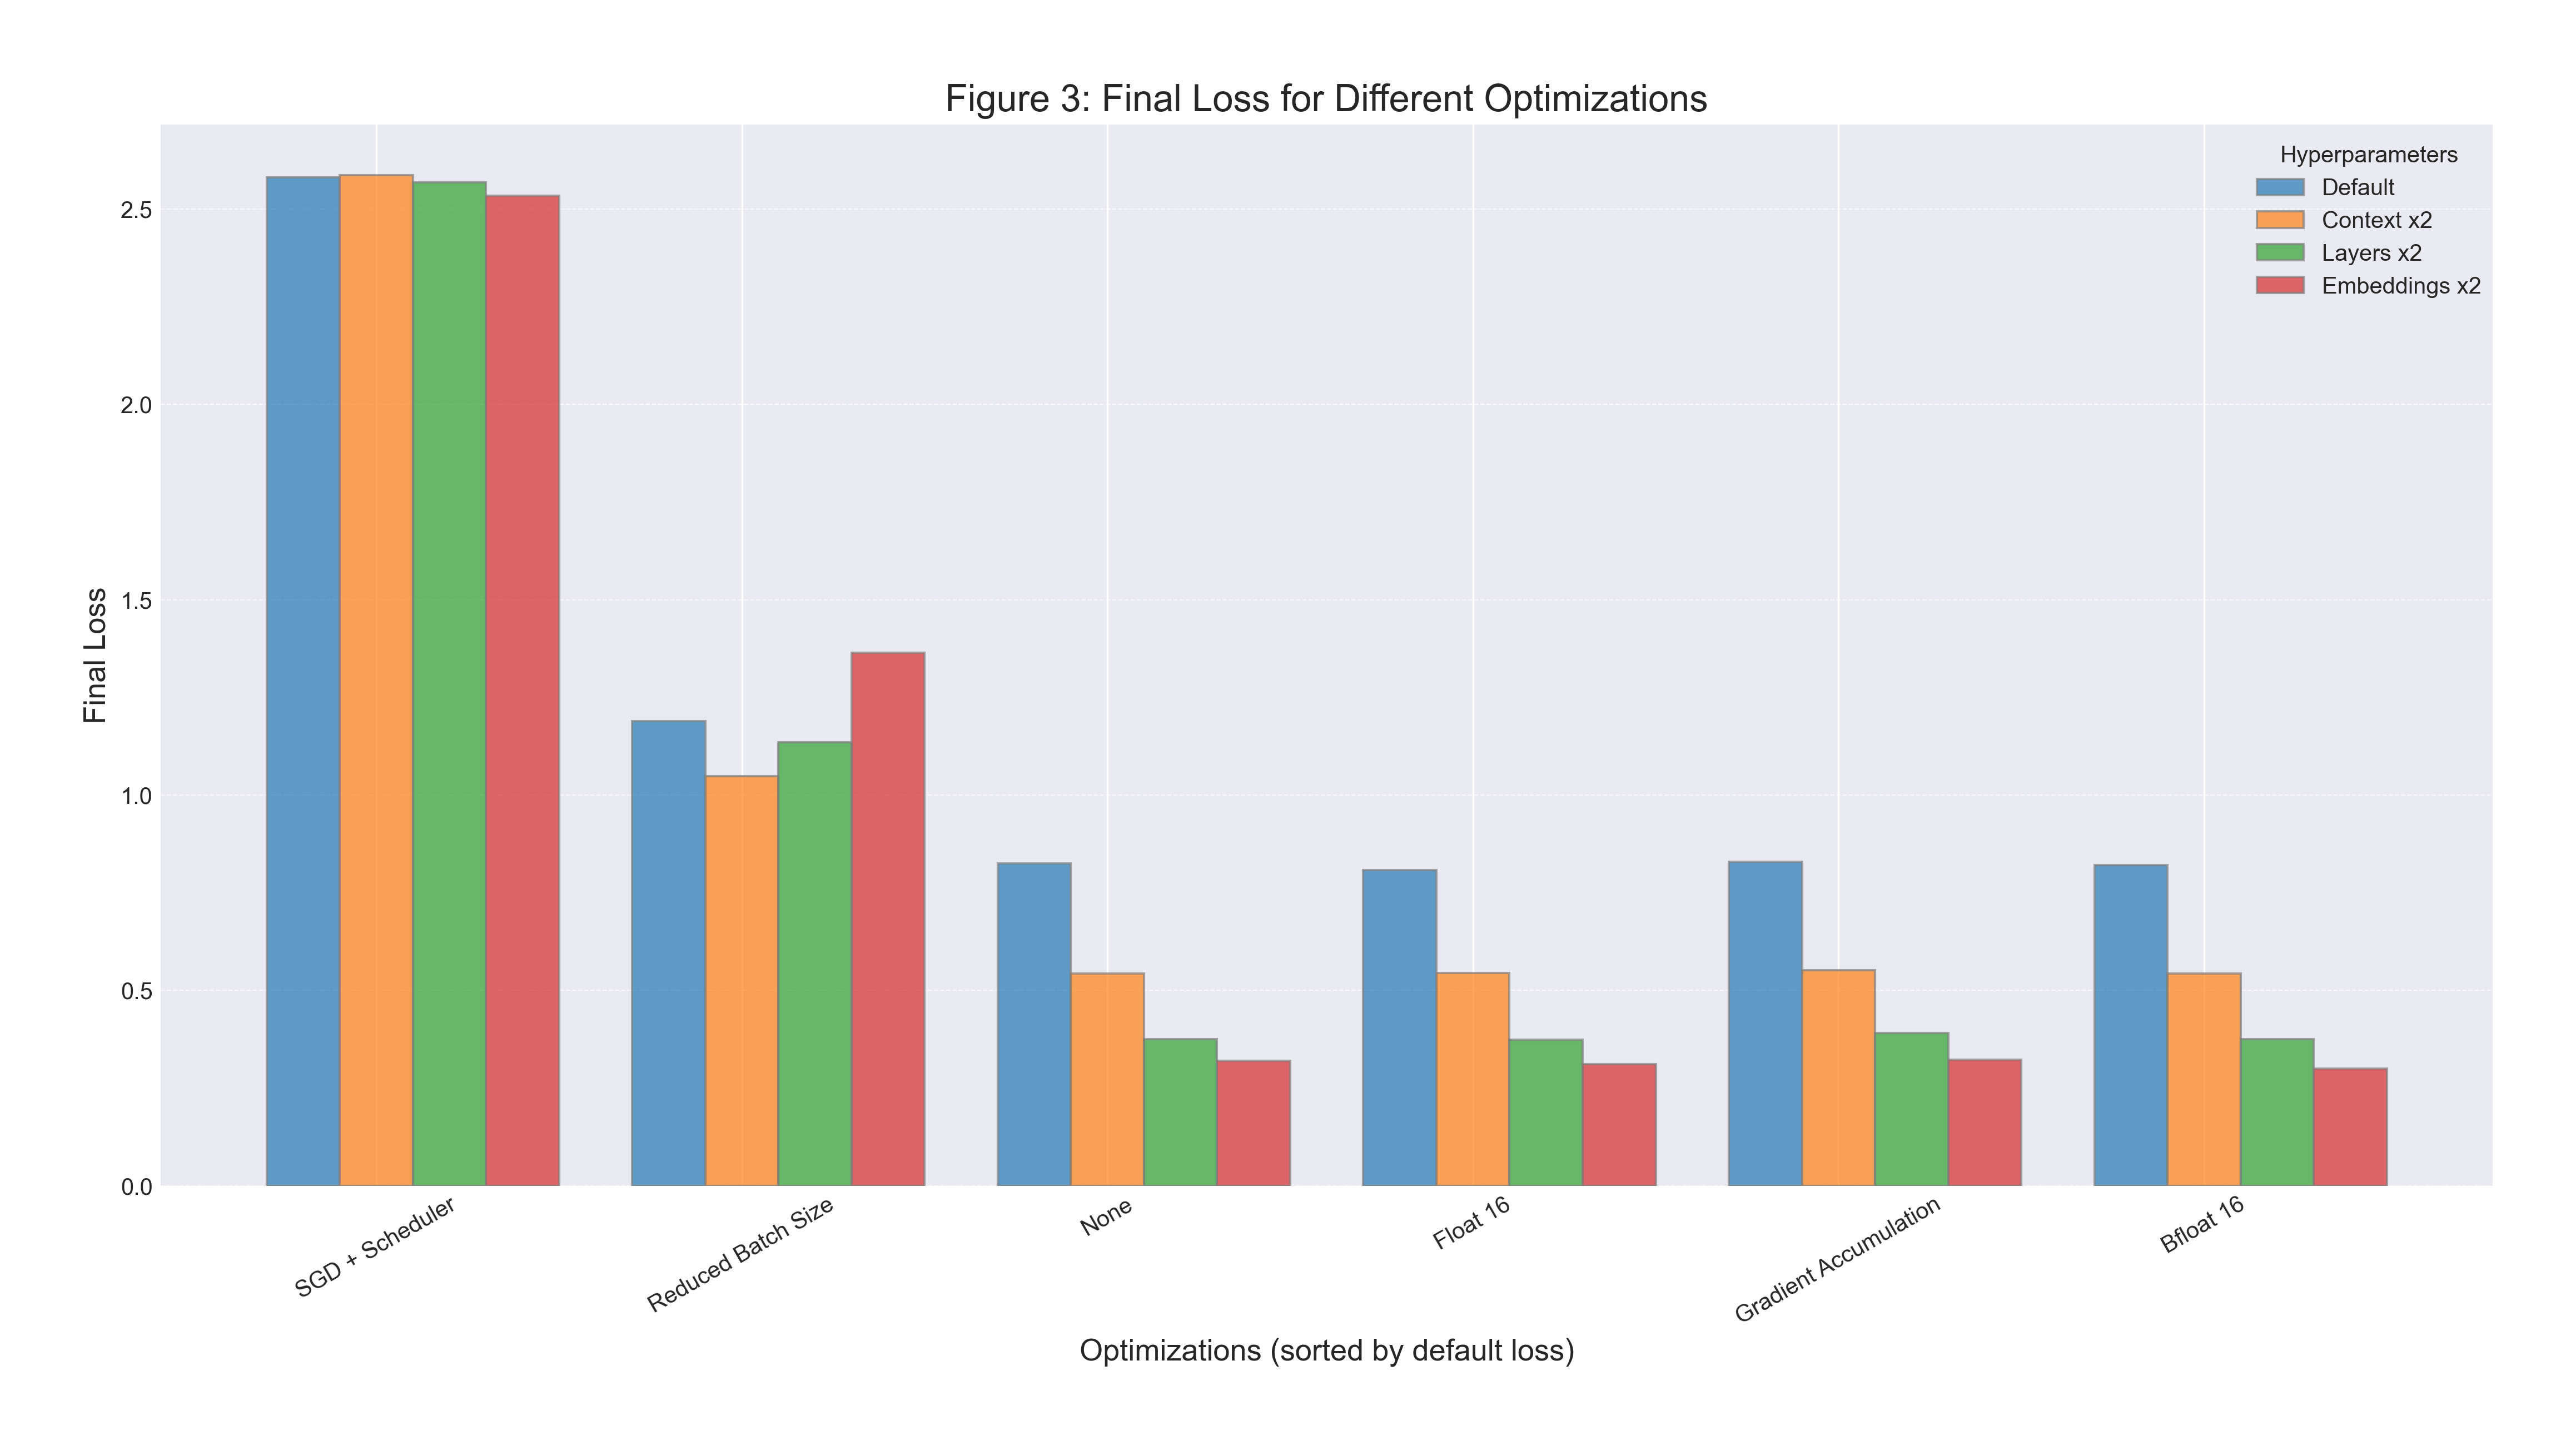 Figure 3: Final Loss for Different Optimizations
Hyperparameters
Default
Context x2
Layers x2
Embeddings x2
Final Loss
2.5
2.0
1.5
1.0
0.5
0.0
SGD + Scheduler
Reduced Batch Size
None
Float 16
Gradient Accumulation
Bfloat 16
Optimizations (sorted by default loss)